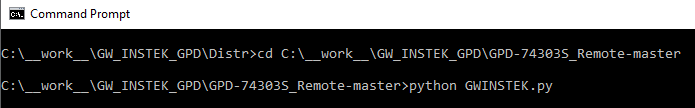 Command Prompt
C:\__work__\GW_INSTEK_GPD\Distr>cd C:\__work__\GW_INSTEK_GPD\GPD-74303S_Remote-master
C:\__work__\GW_INSTEK_GPD\GPD-74303S_Remote-master>python GWINSTEK.py